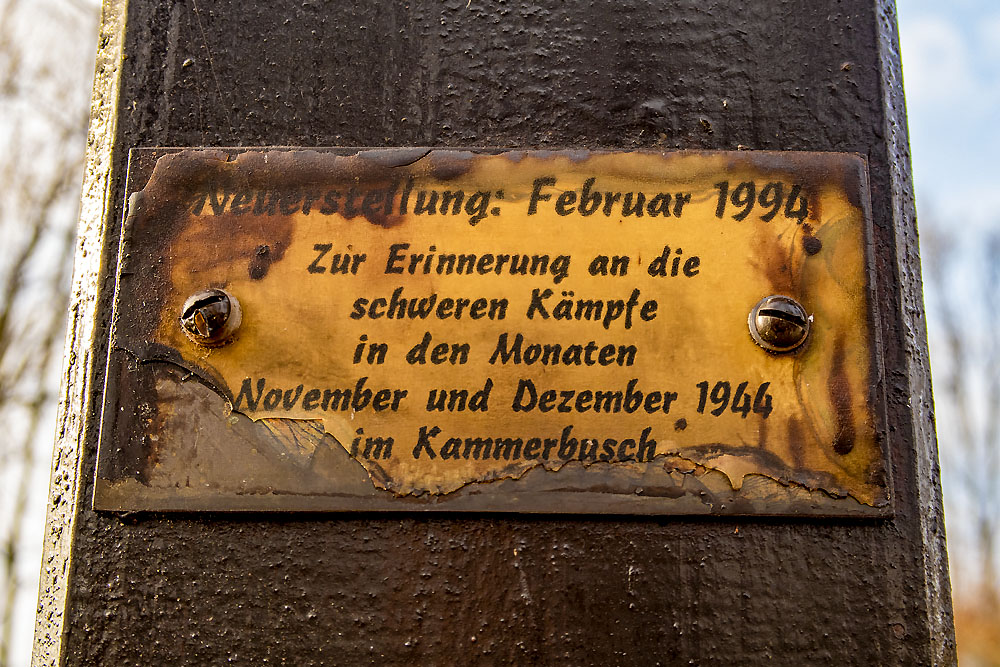 Neuerstellung: Februar 1994
Zur Erinnerung an die
schweren Kämpfe
in den Monaten
November und Dezember 1944
im Kammerbusch